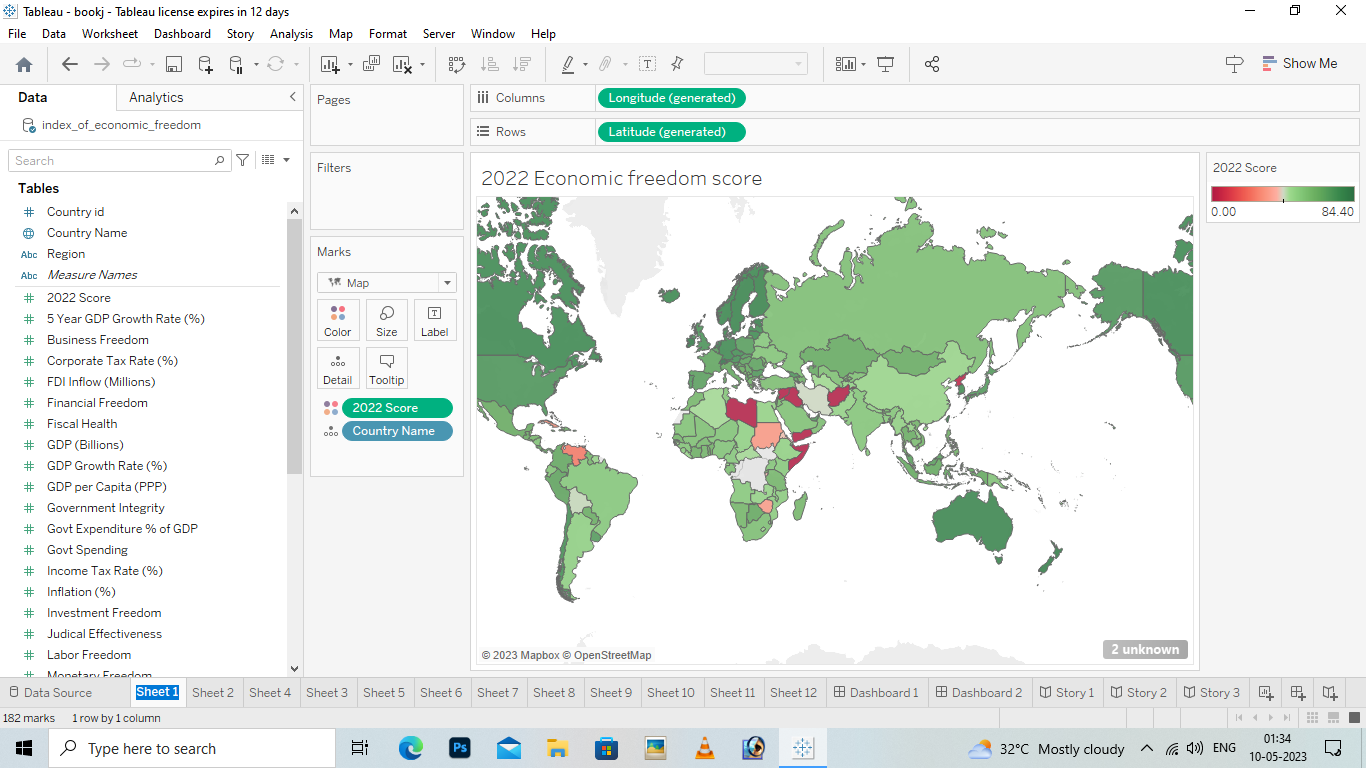 Tableau - bookj - Tableau license expires in 12 days
File Data Worksheet Dashboard Story Analysis Map Format Server Window Help
Show Me
Data Analytics
index_of_economic_freedom
Search
Tables
Country id
Country Name
Abc Region
Abc Measure Names
2022 Score
5 Year GDP Growth Rate (%)
Business Freedom
Corporate Tax Rate (%)
FDI Inflow (Millions)
Financial Freedom
Fiscal Health
GDP (Billions)
GDP Growth Rate (%)
GDP per Capita (PPP)
Government Integrity
Govt Expenditure % of GDP
Govt Spending
Income Tax Rate (%)
Inflation (%)
Investment Freedom
Judical Effectiveness
Labor Freedom
Monetary Freedom
Pages
Filters
Marks
Map
Color Size Label
Detail Tooltip
2022 Score
Country Name
Columns Longitude (generated)
Rows Latitude (generated)
2022 Economic freedom score
© 2023 Mapbox © OpenStreetMap
2 unknown
2022 Score
0.00 84.40
Data Source Sheet 1 Sheet 2 Sheet 4 Sheet 3 Sheet 5 Sheet 6 Sheet 7 Sheet 8 Sheet 9 Sheet 10 Sheet 11 Sheet 12 Dashboard 1 Dashboard 2 Story 1 Story 2 Story 3
182 marks 1 row by 1 column
Type here to search
Ps
32°C Mostly cloudy
ENG
01:34
10-05-2023